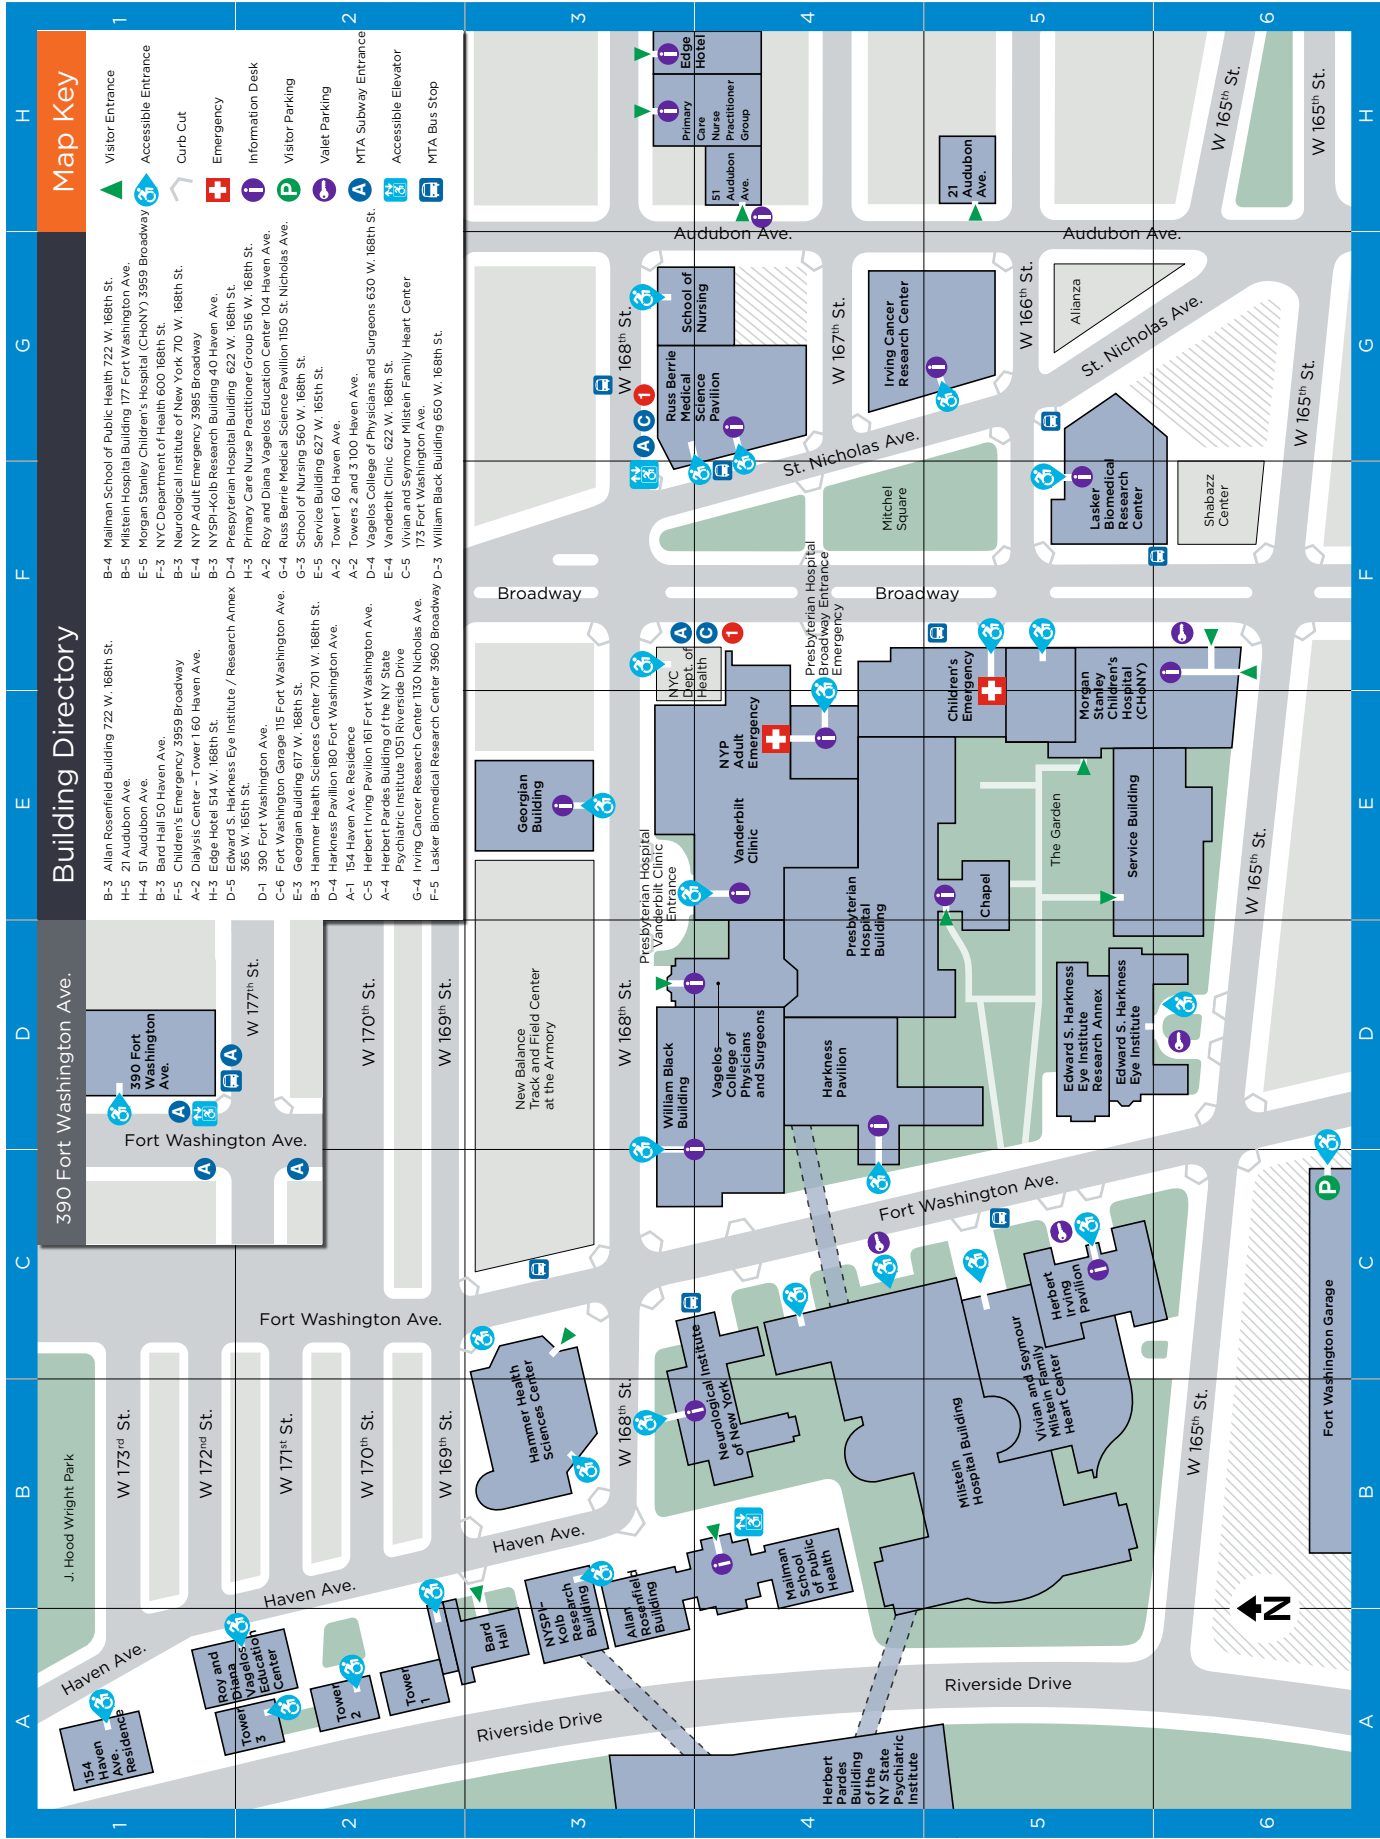 390 Fort Washington Ave.
Building Directory
Map Key
B–3 Allan Rosenfield Building 722 W. 168th St.
H–5 21 Audubon Ave.
H–4 51 Audubon Ave.
B–3 Bard Hall 50 Haven Ave.
F–5 Children's Emergency 3959 Broadway
A–2 Dialysis Center – Tower 1 60 Haven Ave.
H–3 Edge Hotel 514 W. 168th St.
D–5 Edward S. Harkness Eye Institute / Research Annex
365 W. 165th St.
D–1 390 Fort Washington Ave.
C–6 Fort Washington Garage 115 Fort Washington Ave.
E–3 Georgian Building 617 W. 168th St.
B–3 Hammer Health Sciences Center 701 W. 168th St.
D–4 Harkness Pavillion 180 Fort Washington Ave.
A–1 154 Haven Ave. Residence
C–5 Herbert Irving Pavilion 161 Fort Washington Ave.
A–4 Herbert Pardes Building of the NY State
Psychiatric Institute 1051 Riverside Drive
G–4 Irving Cancer Research Center 1130 Nicholas Ave.
F–5 Lasker Biomedical Research Center 3960 Broadway
B–4 Mailman School of Public Health 722 W. 168th St.
B–5 Milstein Hospital Building 177 Fort Washington Ave.
E–5 Morgan Stanley Children's Hospital (CHoNY) 3959 Broadway
F–3 NYC Department of Health 600 168th St.
B–3 Neurological Institute of New York 710 W. 168th St.
E–4 NYP Adult Emergency 3985 Broadway
B–3 NYSPI-Kolb Research Building 40 Haven Ave.
D–4 Prespyterian Hospital Building 622 W. 168th St.
H–3 Primary Care Nurse Practitioner Group 516 W. 168th St.
A–2 Roy and Diana Vagelos Education Center 104 Haven Ave.
G–4 Russ Berrie Medical Science Pavillion 1150 St. Nicholas Ave.
G–3 School of Nursing 560 W. 168th St.
E–5 Service Building 627 W. 165th St.
A–2 Tower 1 60 Haven Ave.
A–2 Towers 2 and 3 100 Haven Ave.
D–4 Vagelos College of Physicians and Surgeons 630 W. 168th St.
E–4 Vanderbilt Clinic 622 W. 168th St.
C–5 Vivian and Seymour Milstein Family Heart Center
173 Fort Washington Ave.
D–3 William Black Building 650 W. 168th St.
Visitor Entrance
Accessible Entrance
Curb Cut
Emergency
i Information Desk
P Visitor Parking
Valet Parking
A MTA Subway Entrance
Accessible Elevator
MTA Bus Stop
A
B
C
D
E
F
G
H
1
2
3
4
5
6
A
B
C
D
E
F
G
H
1
2
3
4
5
6
390 Fort
Washington
Ave.
A
A
A
A
Fort Washington Ave.
W 177th St.
J. Hood Wright Park
W 173rd St.
W 172nd St.
W 171st St.
W 170th St.
W 169th St.
W 170th St.
W 169th St.
Fort Washington Ave.
Haven Ave.
Haven Ave.
Haven Ave.
154
Haven
Ave.
Residence
Roy and
Diana
Vagelos
Education
Center
Tower
3
Tower
2
Tower
1
Bard
Hall
NYSPI–
Kolb
Research
Building
Allan
Rosenfield
Building
Mailman
School
of Public
Health
Riverside Drive
Riverside Drive
Herbert
Pardes
Building
of the
NY State
Psychiatric
Institute
Hammer Health
Sciences Center
W 168th St.
Neurological Institute
of New York
Milstein
Hospital Building
Vivian and Seymour
Milstein Family
Heart Center
Herbert
Irving
Pavilion
Fort Washington Ave.
W 165th St.
Fort Washington Garage
P
N
New Balance
Track and Field Center
at the Armory
W 168th St.
William Black
Building
Vagelos
College of
Physicians
and Surgeons
Harkness
Pavilion
Presbyterian Hospital
Vanderbilt Clinic
Entrance
Presbyterian
Hospital
Building
Vanderbilt
Clinic
Georgian
Building
NYP
Adult
Emergency
NYC
Dept. of
Health
A
C
1
Presbyterian Hospital
Broadway Entrance
Emergency
Children's
Emergency
Morgan
Stanley
Children's
Hospital
(CHoNY)
Chapel
The Garden
Service Building
Edward S. Harkness
Eye Institute
Research Annex
Edward S. Harkness
Eye Institute
W 165th St.
Broadway
Broadway
Mitchel
Square
St. Nicholas Ave.
St. Nicholas Ave.
W 168th St.
A
C
1
Russ Berrie
Medical
Science
Pavilion
School of
Nursing
W 167th St.
Irving Cancer
Research Center
W 166th St.
Alianza
Lasker
Biomedical
Research
Center
Shabazz
Center
W 165th St.
Audubon Ave.
Audubon Ave.
51
Audubon
Ave.
Primary
Care
Nurse
Practitioner
Group
Edge
Hotel
21
Audubon
Ave.
W 165th St.
W 165th St.